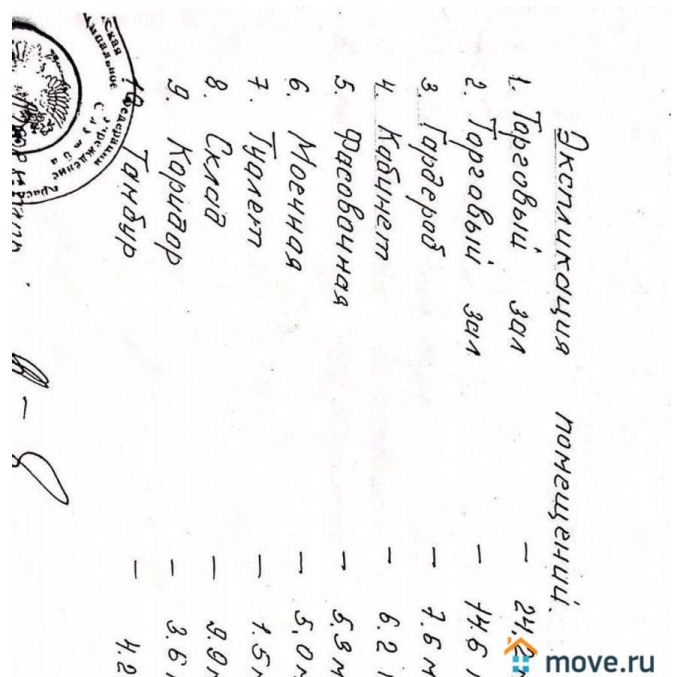 Экспликация помещений.
1. Торговый зал – 24,2
2. Торговый зал – 14.6
3 Гардероб – 7.6 м
4. Кабинет – 6.2
5. Фасовочная – 5.9 м
6. Моечная – 5,0
7. Туалет – 1.5
8. Склад – 9.9
9. Коридор – 3.6
10 Тамбур – 4.2
move.ru